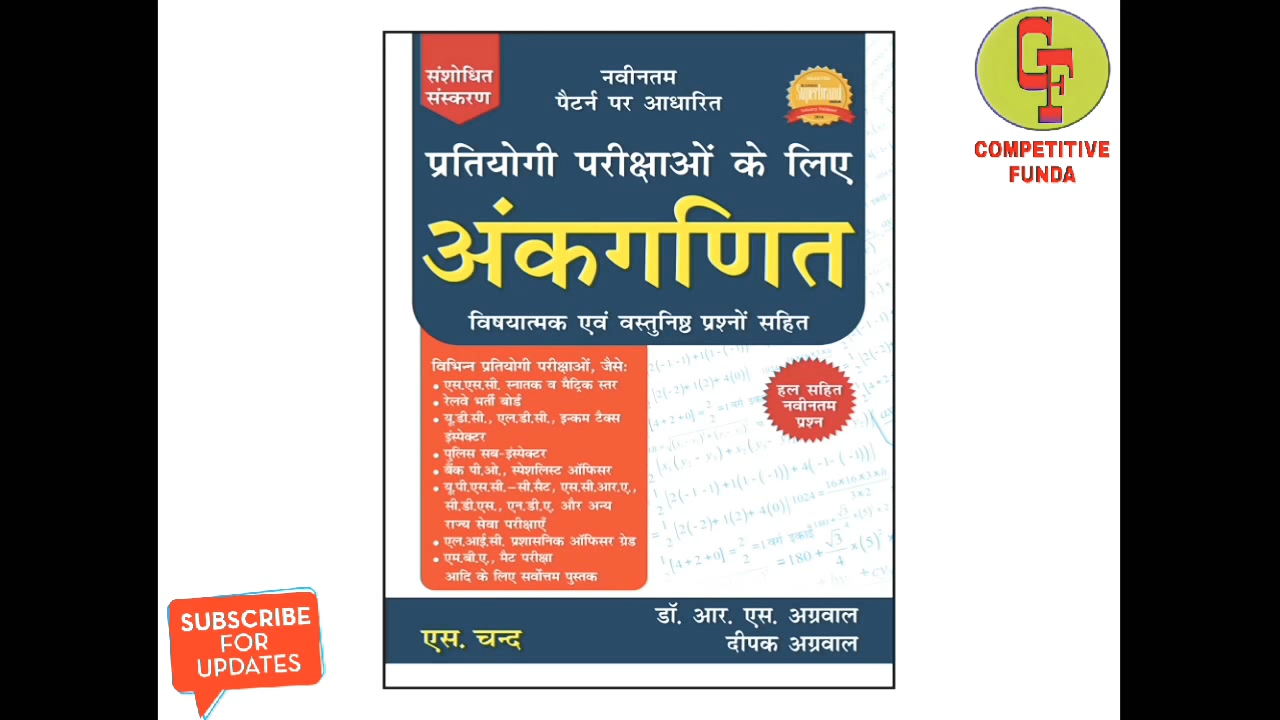 संशोधित
संस्करण
नवीनतम
पैटर्न पर आधारित
Superbrand
प्रतियोगी परीक्षाओं के लिए
अंकगणित
विषयात्मक एवं वस्तुनिष्ठ प्रश्नों सहित
विभिन्न प्रतियोगी परीक्षाओं, जैसेः
• एस.एस.सी. स्नातक व मैट्रिक स्तर
• रेलवे भर्ती बोर्ड
• यू.डी.सी., एल.डी.सी., इन्कम टैक्स
इंस्पेक्टर
• पुलिस सब-इंस्पेक्टर
• बैंक पी.ओ., स्पेशलिस्ट ऑफिसर
• यू.पी.एस.सी.–सी.सैट, एस.सी.आर.ए.,
सी.डी.एस., एन.डी.ए. और अन्य
राज्य सेवा परीक्षाएँ
• एल.आई.सी. प्रशासनिक ऑफिसर ग्रेड
• एम.बी.ए., मैट परीक्षा
आदि के लिए सर्वोत्तम पुस्तक
हल सहित
नवीनतम
प्रश्न
एस. चन्द
डॉ. आर. एस. अग्रवाल
दीपक अग्रवाल
CF
COMPETITIVE
FUNDA
SUBSCRIBE
FOR
UPDATES